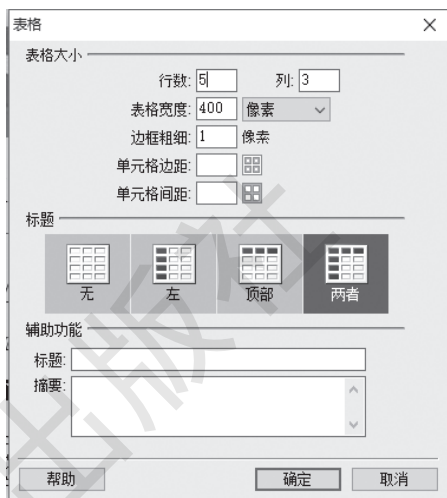 表格
表格大小
行数: 5 列: 3
表格宽度: 400 像素
边框粗细: 1 像素
单元格边距:
单元格间距:
标题
无 左 顶部 两者
辅助功能
标题:
摘要:
帮助 确定 取消
出版社